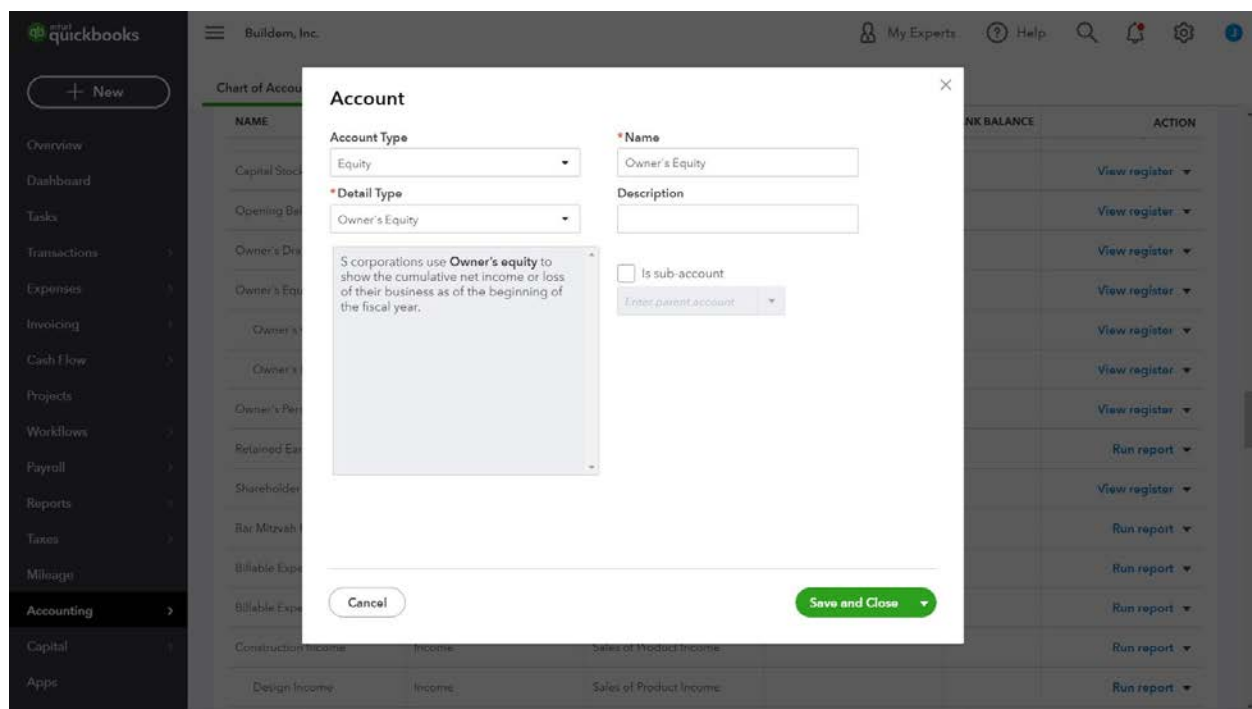 intuit
quickbooks
Buildem, Inc.
My Experts
Help
J
New
Overview
Dashboard
Tasks
Transactions
Expenses
Invoicing
Cash Flow
Projects
Workflows
Payroll
Reports
Taxes
Mileage
Accounting
Capital
Apps
Chart of Accou
NAME
NK BALANCE
ACTION
Capital Stock
View register
Opening Bal
View register
Owner's Dra
View register
Owner's Equ
View register
Owner's
View register
Owner's
View register
Owner's Per
View register
Retained Ear
Run report
Shareholder
View register
Bar Mitzvah
Run report
Billable Expe
Run report
Billable Expe
Run report
Construction Income
Income
Sales of Product Income
Run report
Design Income
Income
Sales of Product Income
Run report
Account
Account Type
Equity
*Detail Type
Owner's Equity
S corporations use Owner's equity to
show the cumulative net income or loss
of their business as of the beginning of
the fiscal year.
*Name
Owner's Equity
Description
Is sub-account
Enter parent account
Cancel
Save and Close